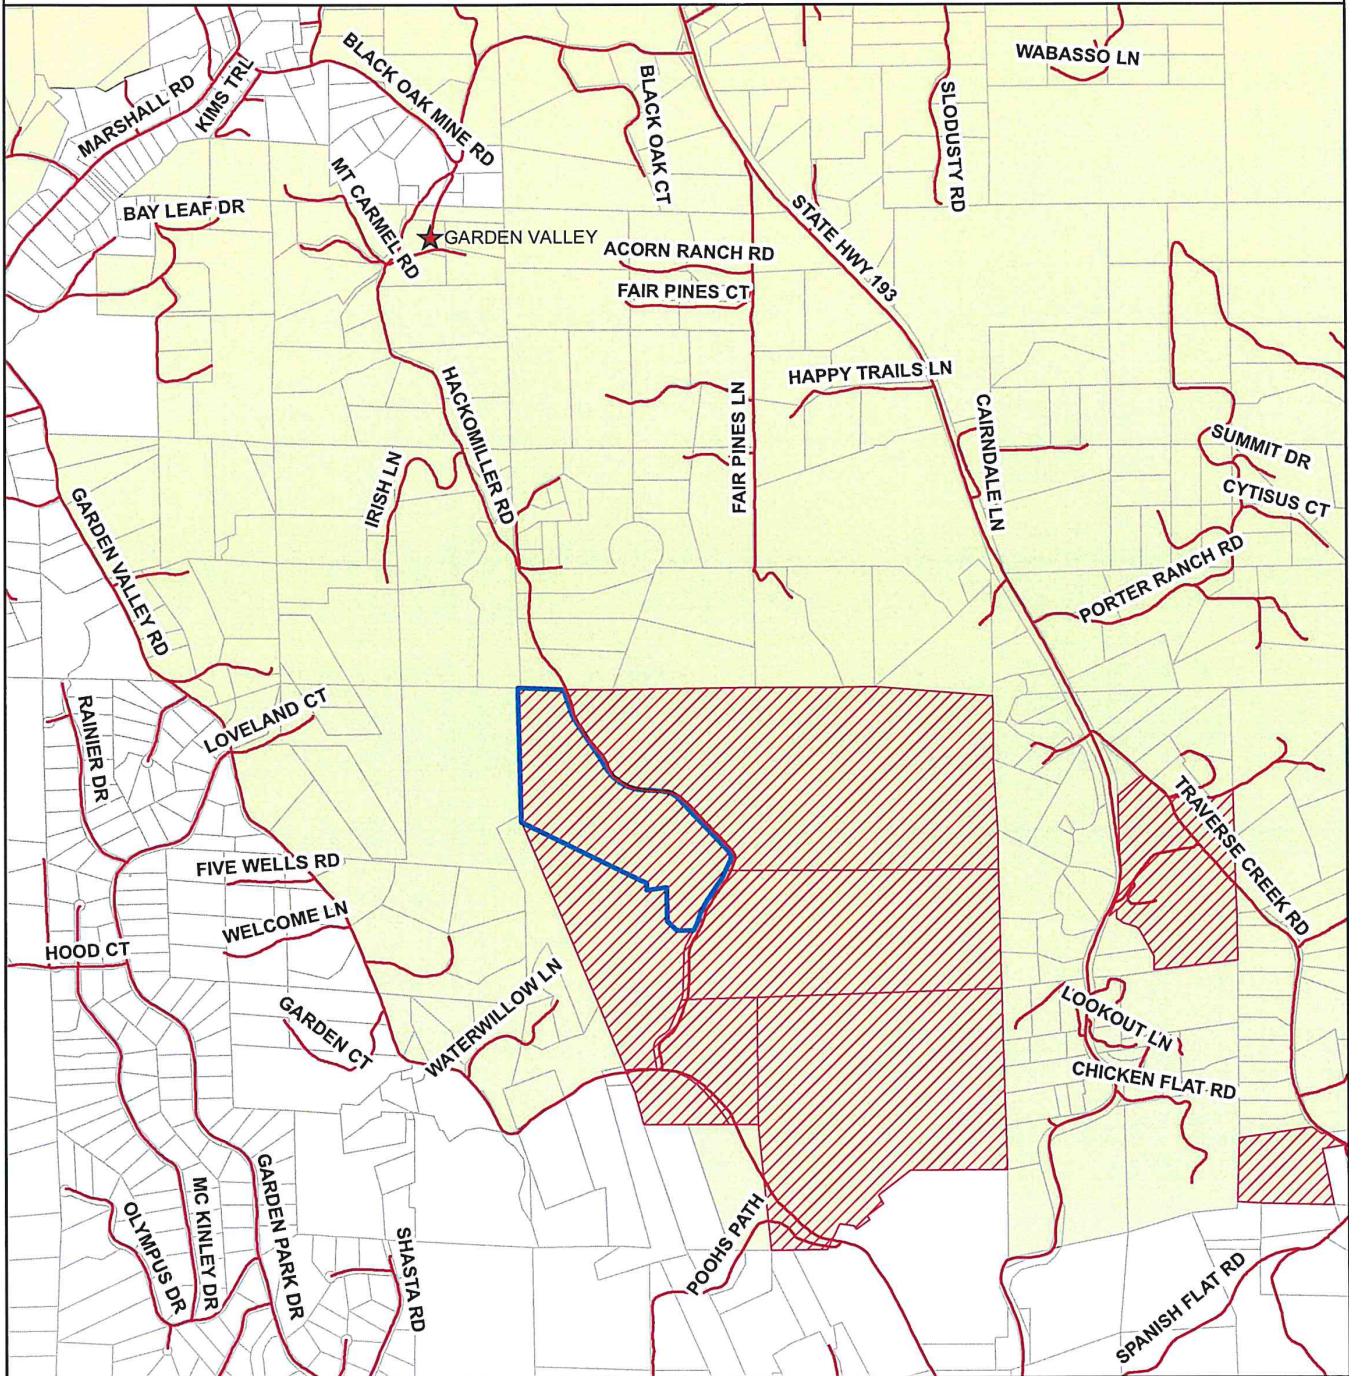 WABASSO LN
BLACK OAK MINE RD
KIMS TRL
MARSHALL RD
BLACK OAK CT
SLODUSTY RD
MT CARMEL RD
BAY LEAF DR
GARDEN VALLEY
ACORN RANCH RD
STATE HWY 193
FAIR PINES CT
HAPPY TRAILS LN
HACKOMILLER RD
FAIR PINES LN
CAIRNDALE LN
SUMMIT DR
IRISH LN
CYTISUS CT
GARDEN VALLEY RD
PORTER RANCH RD
RAINIER DR
LOVELAND CT
TRAVERSE CREEK RD
FIVE WELLS RD
WELCOME LN
HOOD CT
WATERWILLOW LN
GARDEN CT
LOOKOUT LN
CHICKEN FLAT RD
OLYMPUS DR
MC KINLEY DR
GARDEN PARK DR
SHASTA RD
POOHS PATH
SPANISH FLAT RD